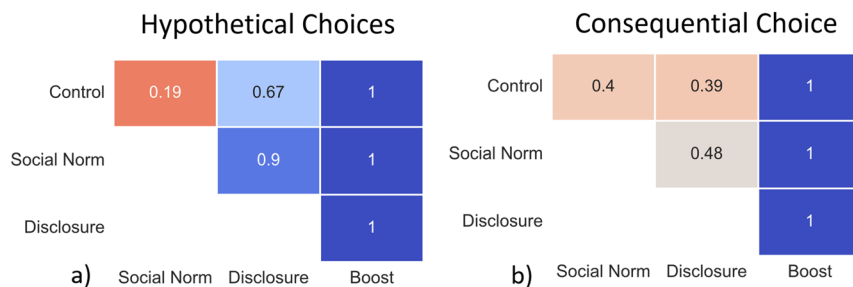 Hypothetical Choices
Control 0.19 0.67 1
Social Norm 0.9 1
Disclosure 1
a) Social Norm Disclosure Boost
Consequential Choice
Control 0.4 0.39 1
Social Norm 0.48 1
Disclosure 1
b) Social Norm Disclosure Boost